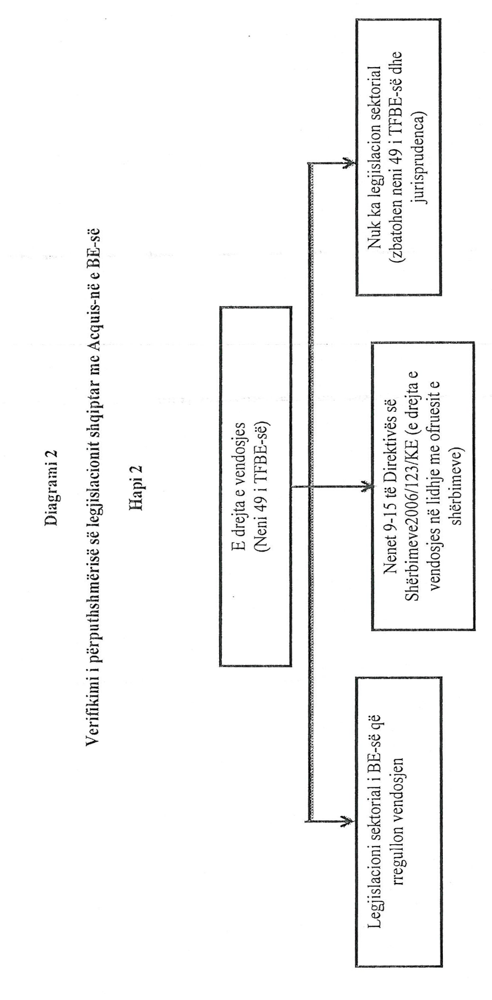 Diagrami 2
Verifikimi i përputhshmërisë së legjislacionit shqiptar me Acquis-në e BE-së
Hapi 2
E drejta e vendosjes
(Neni 49 i TFBE-së)
Legjislacioni sektorial i BE-së që
rregullon vendosjen
Nenet 9-15 të Direktivës së
Shërbimeve2006/123/KE (e drejta e
vendosjes në lidhje me ofruesit e
shërbimeve)
Nuk ka legjislacion sektorial
(zbatohen neni 49 i TFBE-së dhe
jurisprudenca)